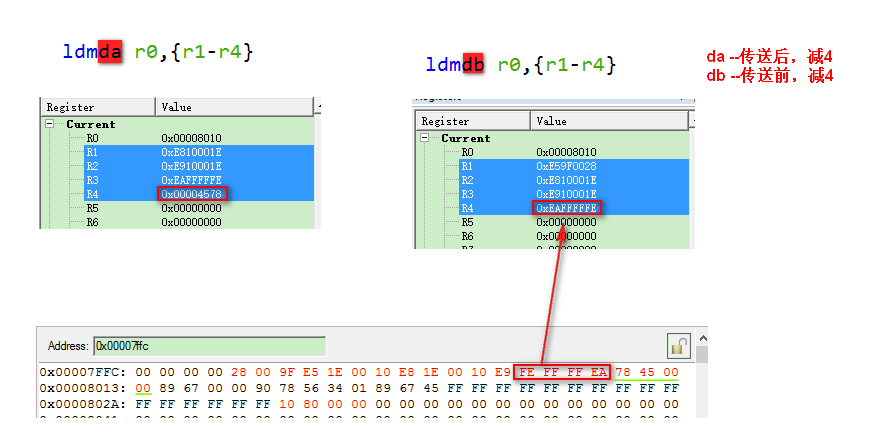 ldmda r0,{r1-r4}
ldmdb r0,{r1-r4}
da --传送后，减4
db --传送前，减4
Register Value
Current
R0 0x00008010
R1 0xE810001E
R2 0xE910001E
R3 0xEAFFFFFE
R4 0x00004578
R5 0x00000000
R6 0x00000000
Register Value
Current
R0 0x00008010
R1 0xE59F0028
R2 0xE810001E
R3 0xE910001E
R4 0xEAFFFFFE
R5 0x00000000
R6 0x00000000
Address: 0x00007ffc
0x00007FFC: 00 00 00 00 28 00 9F E5 1E 00 10 E8 1E 00 10 E9 FE FF FF EA 78 45 00
0x00008013: 00 89 67 00 00 90 78 56 34 01 89 67 45 FF FF FF FF FF FF FF FF FF FF
0x0000802A: FF FF FF FF FF FF 10 80 00 00 00 00 00 00 00 00 00 00 00 00 00 00 00